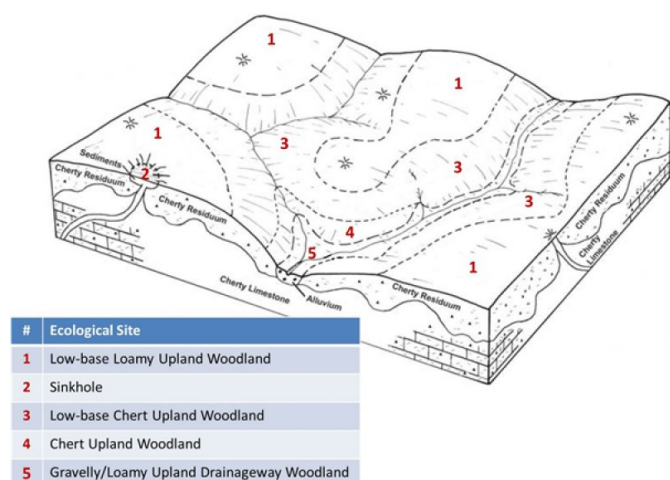 1
1
1
3
Sediments
2
Cherty Residuum
Cherty Residuum
3
3
Cherty Residuum
4
Cherty Limestone
5
1
Cherty Limestone
Alluvium
Cherty Residuum
# Ecological Site
1 Low-base Loamy Upland Woodland
2 Sinkhole
3 Low-base Chert Upland Woodland
4 Chert Upland Woodland
5 Gravelly/Loamy Upland Drainageway Woodland